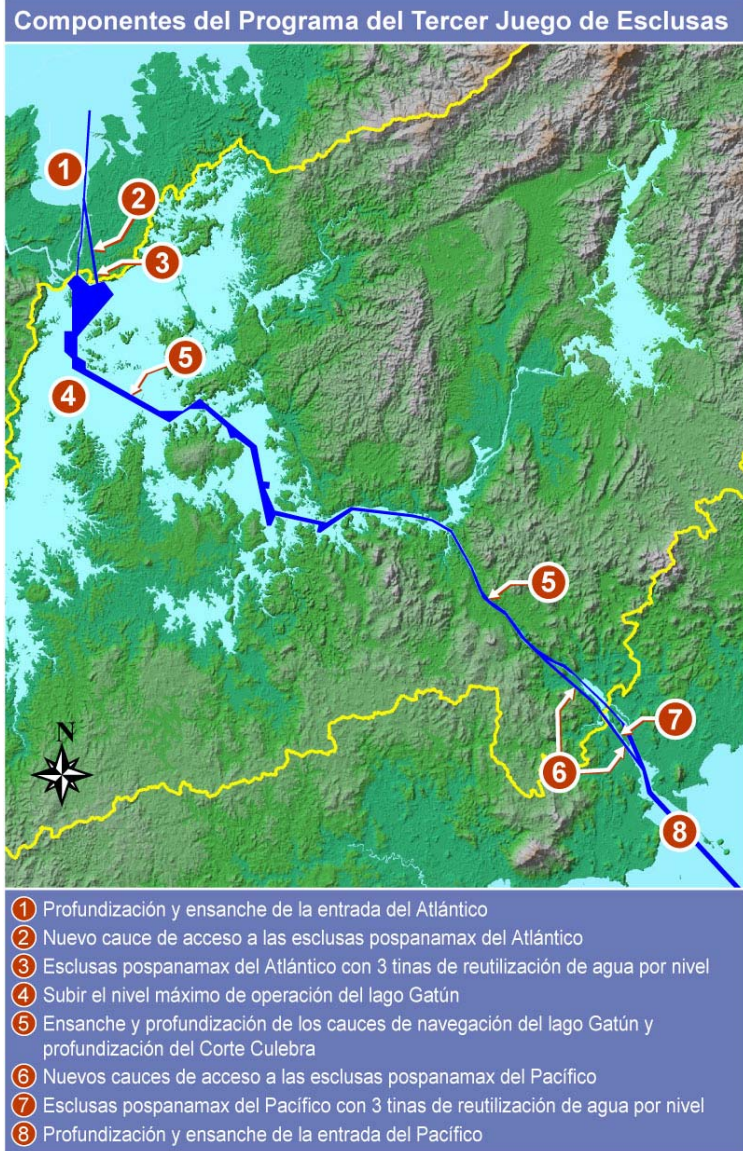 Componentes del Programa del Tercer Juego de Esclusas
1
2
3
5
4
5
7
6
8
N
1 Profundización y ensanche de la entrada del Atlántico
2 Nuevo cauce de acceso a las esclusas pospanamax del Atlántico
3 Esclusas pospanamax del Atlántico con 3 tinas de reutilización de agua por nivel
4 Subir el nivel máximo de operación del lago Gatún
5 Ensanche y profundización de los cauces de navegación del lago Gatún y
profundización del Corte Culebra
6 Nuevos cauces de acceso a las esclusas pospanamax del Pacífico
7 Esclusas pospanamax del Pacífico con 3 tinas de reutilización de agua por nivel
8 Profundización y ensanche de la entrada del Pacífico